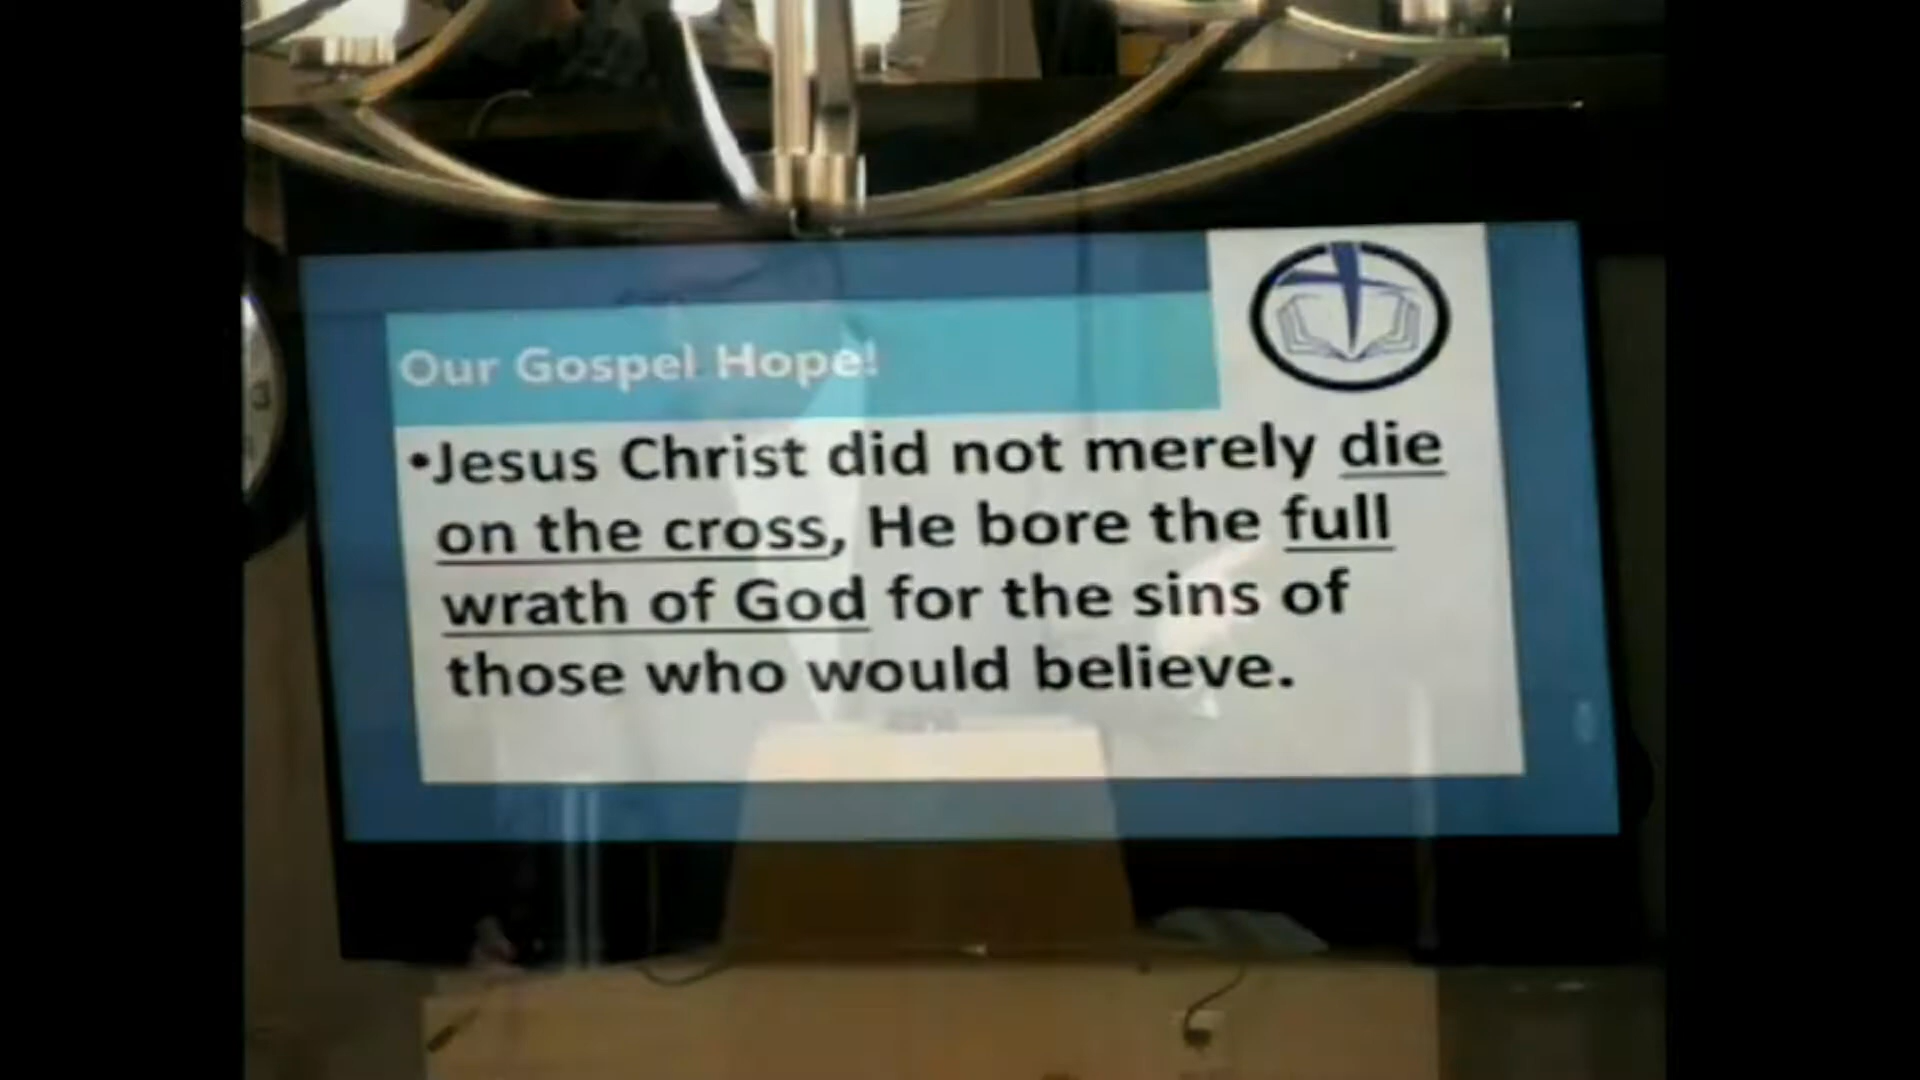 Our Gospel Hope!
•Jesus Christ did not merely die
on the cross, He bore the full
wrath of God for the sins of
those who would believe.
3